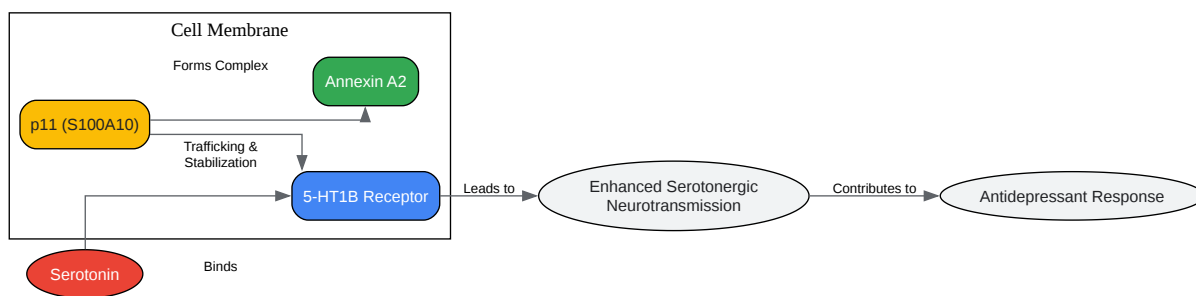 Cell Membrane
Forms Complex
Annexin A2
p11 (S100A10)
Trafficking &
Stabilization
5-HT1B Receptor
Leads to
Enhanced Serotonergic
Neurotransmission
Contributes to
Antidepressant Response
Serotonin
Binds